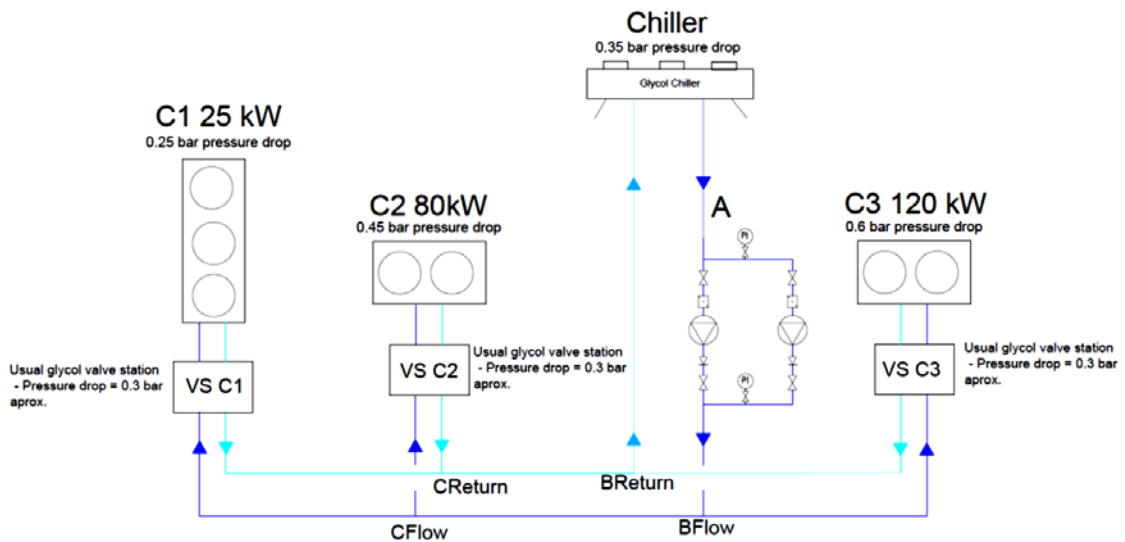 Chiller
0.35 bar pressure drop
Glycol Chiller
C1 25 kW
0.25 bar pressure drop
C2 80kW
0.45 bar pressure drop
A
C3 120 kW
0.6 bar pressure drop
PI
Usual glycol valve station
- Pressure drop = 0.3 bar
aprox.
VS C1
Usual glycol valve station
- Pressure drop = 0.3 bar
aprox.
VS C2
PI
VS C3
Usual glycol valve station
- Pressure drop = 0.3 bar
aprox.
CReturn
BReturn
CFlow
BFlow